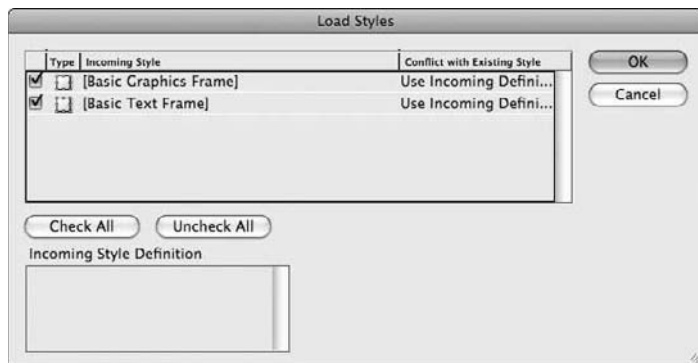 Load Styles
Type Incoming Style Conflict with Existing Style
[Basic Graphics Frame] Use Incoming Defini...
[Basic Text Frame] Use Incoming Defini...
OK
Cancel
Check All Uncheck All
Incoming Style Definition